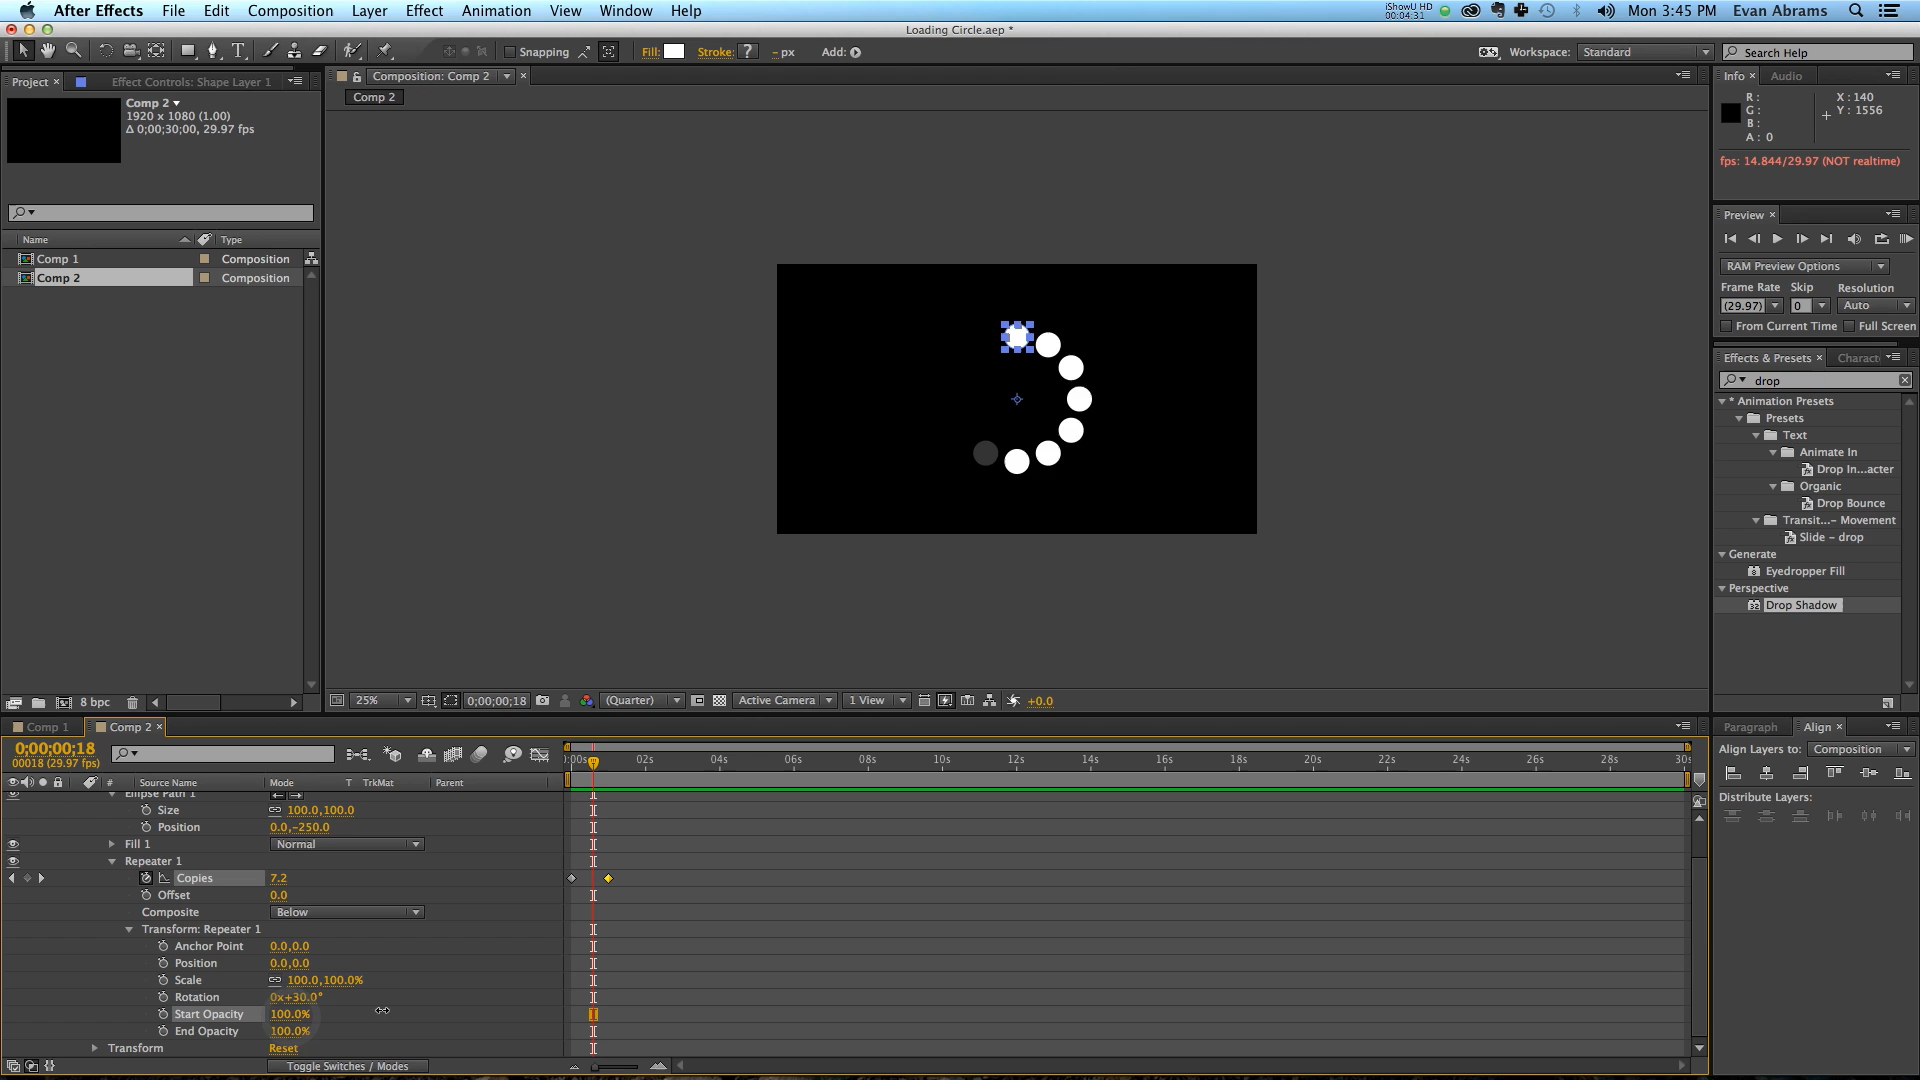 After Effects File Edit Composition Layer Effect Animation View Window Help
iShowU HD 00:04:31 Mon 3:45 PM Evan Abrams
Loading Circle.aep *
Snapping Fill: Stroke: ? - px Add: Workspace: Standard Search Help
Project × Effect Controls: Shape Layer 1
Composition: Comp 2 ×
Info × Audio
Comp 2
1920 x 1080 (1.00)
Δ 0;00;30;00, 29.97 fps
Comp 2
R :
G :
B :
A : 0
X : 140
Y : 1556
fps: 14.844/29.97 (NOT realtime)
Preview ×
RAM Preview Options
Frame Rate Skip Resolution
(29.97) 0 Auto
From Current Time Full Screen
Name Type
Comp 1 Composition
Comp 2 Composition
Effects & Presets × Charact
drop
* Animation Presets
Presets
Text
Animate In
Drop In...acter
Organic
Drop Bounce
Transit...- Movement
Slide - drop
Generate
Eyedropper Fill
Perspective
32 Drop Shadow
8 bpc
25% 0;00;00;18 (Quarter) Active Camera 1 View +0.0
Comp 1 Comp 2 ×
Paragraph Align ×
0;00;00;18
00018 (29.97 fps)
Align Layers to: Composition
Distribute Layers:
):00s 02s 04s 06s 08s 10s 12s 14s 16s 18s 20s 22s 24s 26s 28s 30s
# Source Name Mode T TrkMat Parent
Ellipse Path 1
Size 100.0,100.0
Position 0.0,-250.0
Fill 1 Normal
Repeater 1
Copies 7.2
Offset 0.0
Composite Below
Transform: Repeater 1
Anchor Point 0.0,0.0
Position 0.0,0.0
Scale 100.0,100.0%
Rotation 0x+30.0°
Start Opacity 100.0%
End Opacity 100.0%
Transform Reset
Toggle Switches / Modes